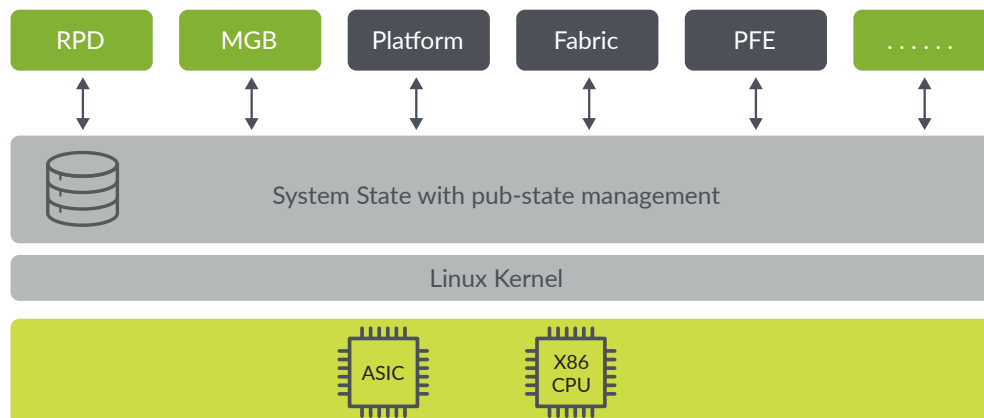 RPD
MGB
Platform
Fabric
PFE
. . . . . .
System State with pub-state management
Linux Kernel
ASIC
X86
CPU